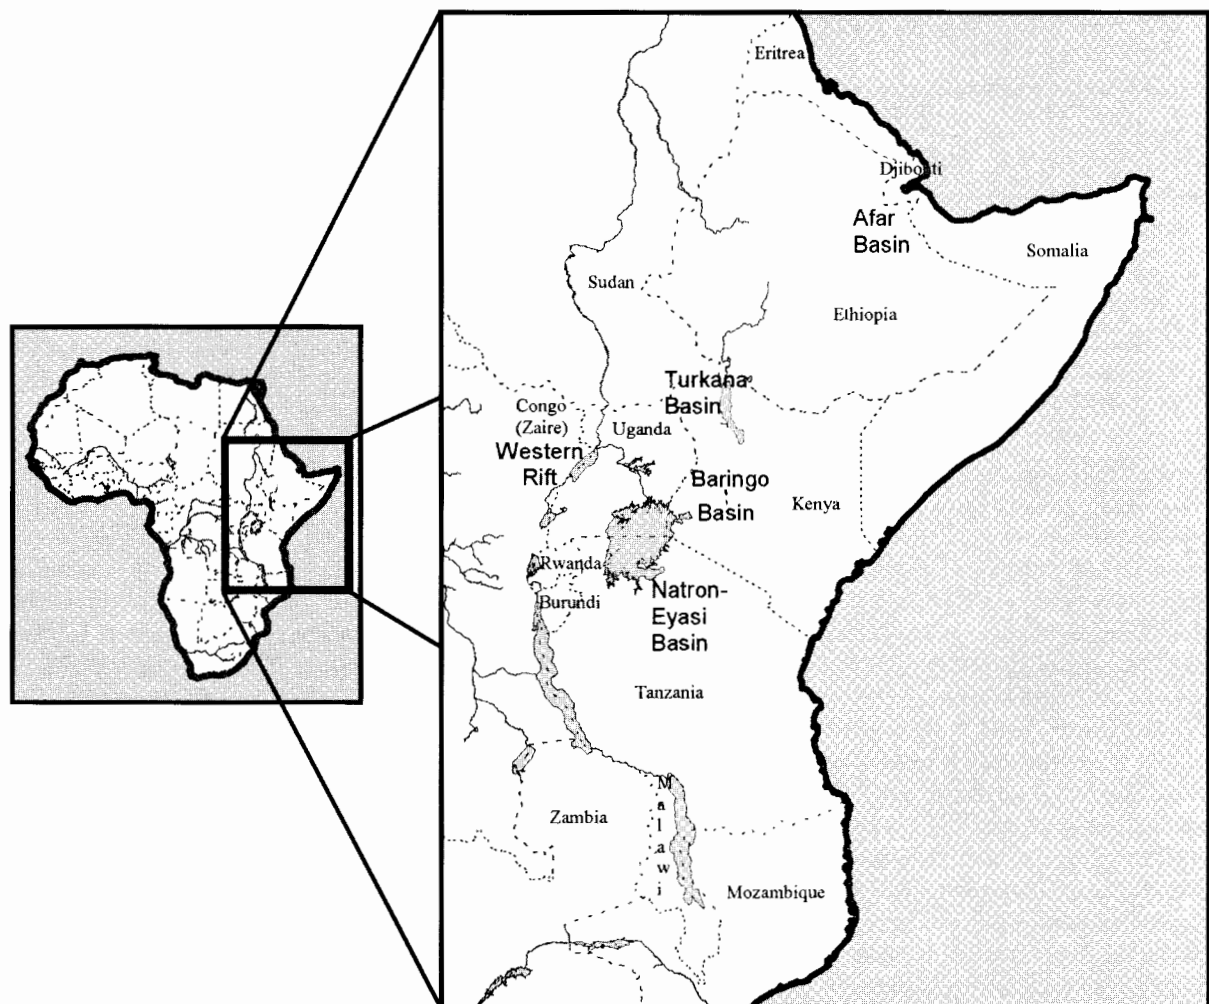 Eritrea
Djibouti
Afar
Basin
Somalia
Sudan
Ethiopia
Turkana
Basin
Congo
(Zaire)
Uganda
Western
Rift
Baringo
Basin
Kenya
Rwanda
Burundi
Natron-
Eyasi
Basin
Tanzania
Malawi
Zambia
Mozambique